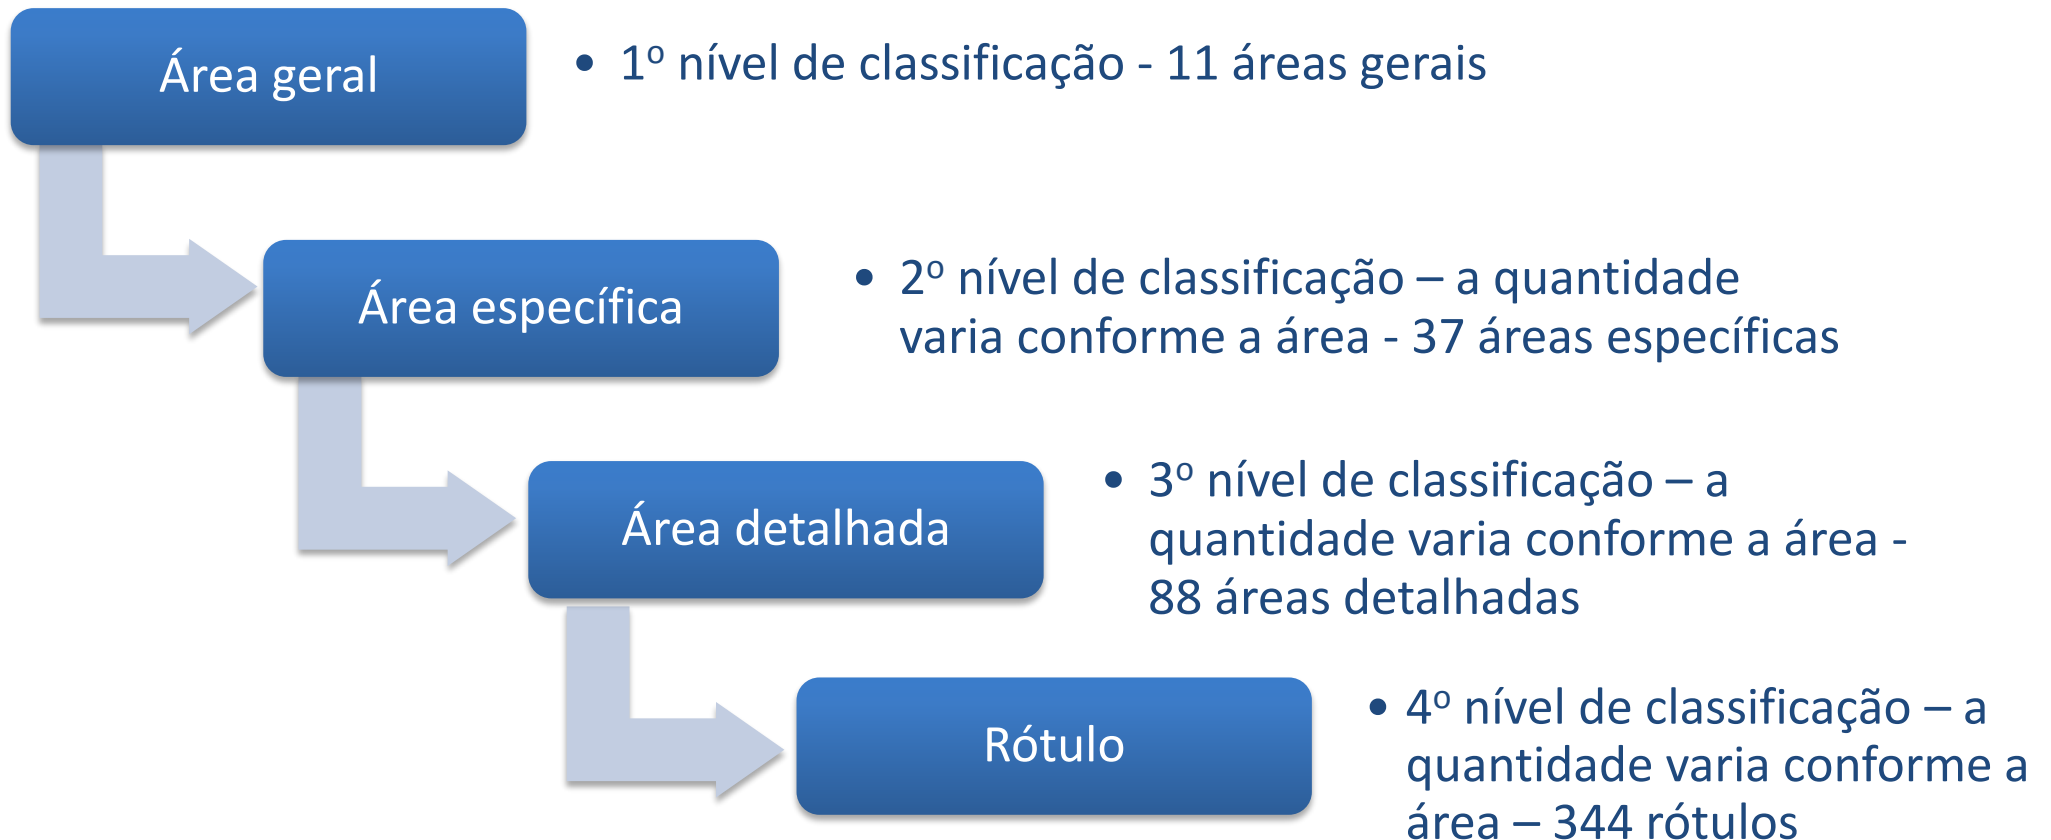 Área geral
• 1º nível de classificação - 11 áreas gerais
Área específica
• 2º nível de classificação – a quantidade
varia conforme a área - 37 áreas específicas
Área detalhada
• 3º nível de classificação – a
quantidade varia conforme a área -
88 áreas detalhadas
Rótulo
• 4º nível de classificação – a
quantidade varia conforme a
área – 344 rótulos